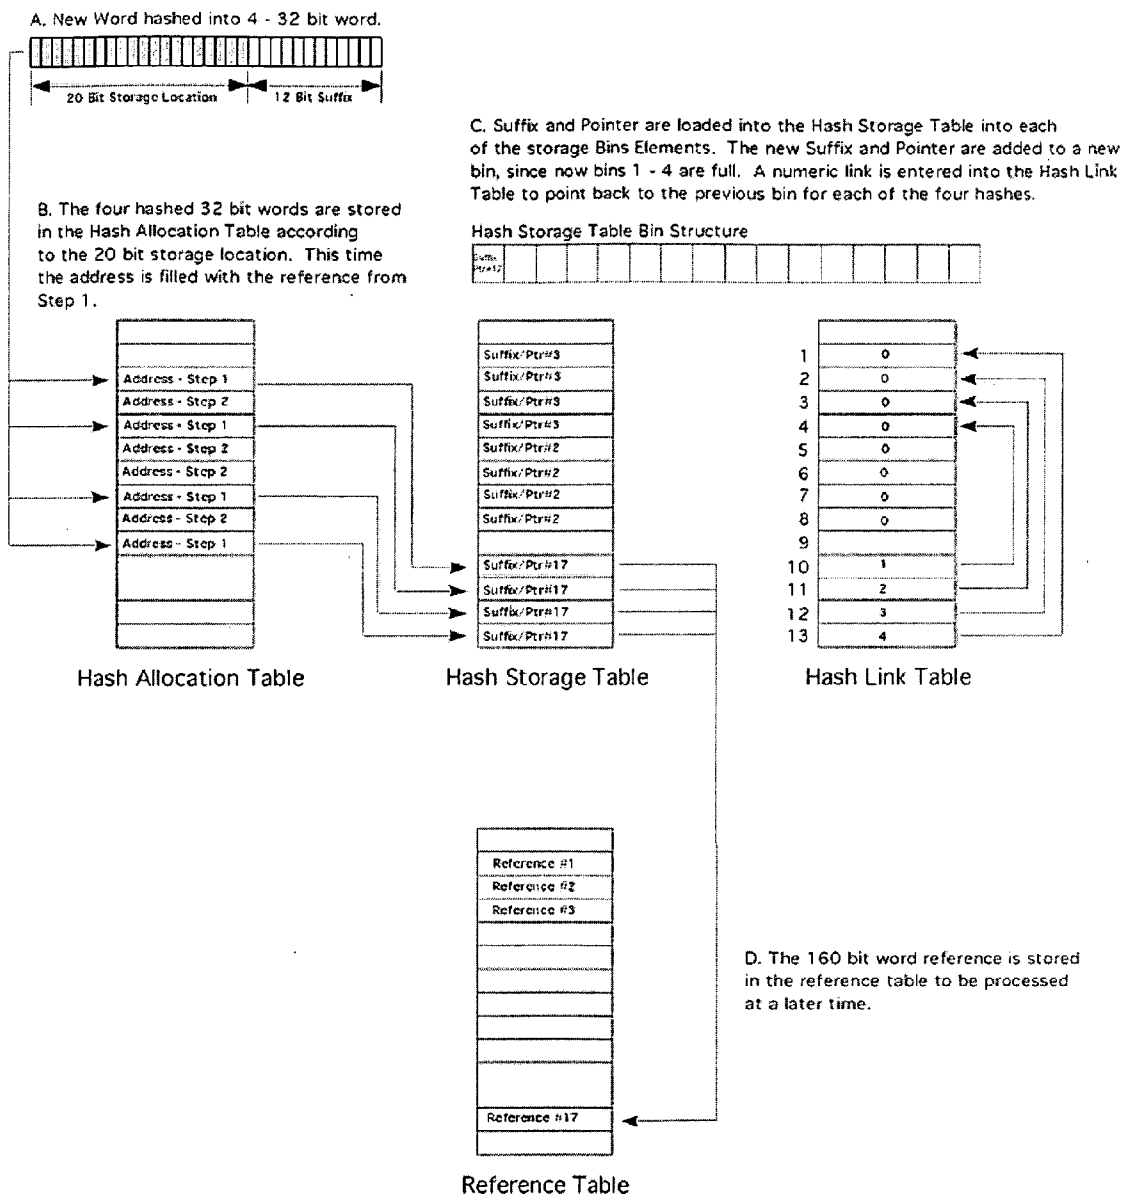 A. New Word hashed into 4 - 32 bit word.
20 Bit Storage Location
12 Bit Suffix
C. Suffix and Pointer are loaded into the Hash Storage Table into each
of the storage Bins Elements. The new Suffix and Pointer are added to a new
bin, since now bins 1 - 4 are full. A numeric link is entered into the Hash Link
Table to point back to the previous bin for each of the four hashes.
B. The four hashed 32 bit words are stored
in the Hash Allocation Table according
to the 20 bit storage location. This time
the address is filled with the reference from
Step 1.
Hash Storage Table Bin Structure
Suffix
Ptr#17
Address - Step 1
Address - Step 2
Address - Step 1
Address - Step 2
Address - Step 2
Address - Step 1
Address - Step 2
Address - Step 1
Hash Allocation Table
Suffix/Ptr#3
Suffix/Ptr#3
Suffix/Ptr#3
Suffix/Ptr#3
Suffix/Ptr#2
Suffix/Ptr#2
Suffix/Ptr#2
Suffix/Ptr#2
Suffix/Ptr#17
Suffix/Ptr#17
Suffix/Ptr#17
Suffix/Ptr#17
Hash Storage Table
1 0
2 0
3 0
4 0
5 0
6 0
7 0
8 0
9
10 1
11 2
12 3
13 4
Hash Link Table
Reference #1
Reference #2
Reference #3
Reference #17
Reference Table
D. The 160 bit word reference is stored
in the reference table to be processed
at a later time.